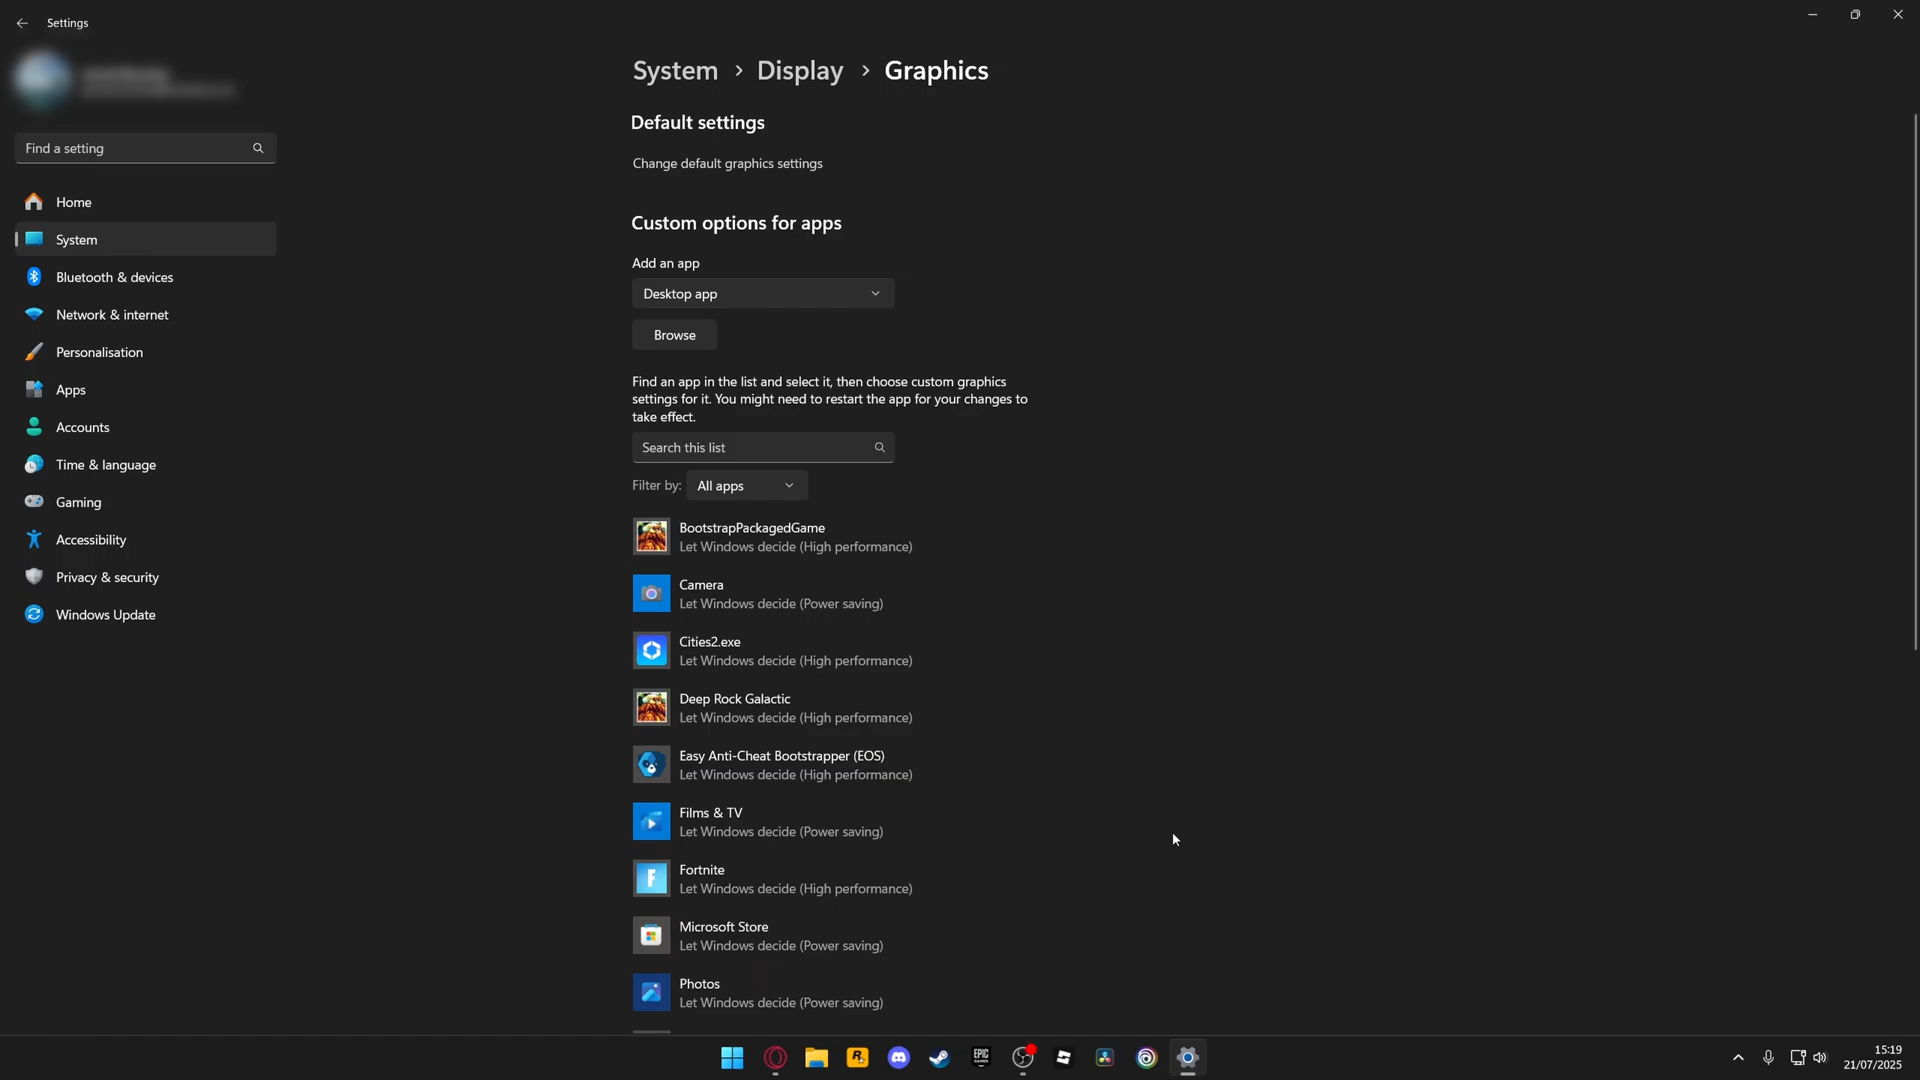 Settings
Find a setting
Home
System
Bluetooth & devices
Network & internet
Personalisation
Apps
Accounts
Time & language
Gaming
Accessibility
Privacy & security
Windows Update
System > Display > Graphics
Default settings
Change default graphics settings
Custom options for apps
Add an app
Desktop app
Browse
Find an app in the list and select it, then choose custom graphics
settings for it. You might need to restart the app for your changes to
take effect.
Search this list
Filter by: All apps
BootstrapPackagedGame
Let Windows decide (High performance)
Camera
Let Windows decide (Power saving)
Cities2.exe
Let Windows decide (High performance)
Deep Rock Galactic
Let Windows decide (High performance)
Easy Anti-Cheat Bootstrapper (EOS)
Let Windows decide (High performance)
Films & TV
Let Windows decide (Power saving)
Fortnite
Let Windows decide (High performance)
Microsoft Store
Let Windows decide (Power saving)
Photos
Let Windows decide (Power saving)
EPIC
15:19
21/07/2025